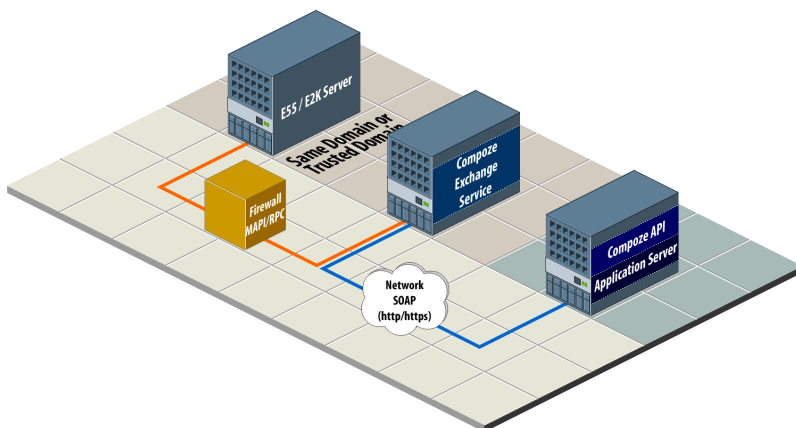 E55 / E2K Server
Same Domain or
Trusted Domain
Compoze
Exchange
Service
Firewall
MAPI/RPC
Compoze API
Application Server
Network
SOAP
(http/https)